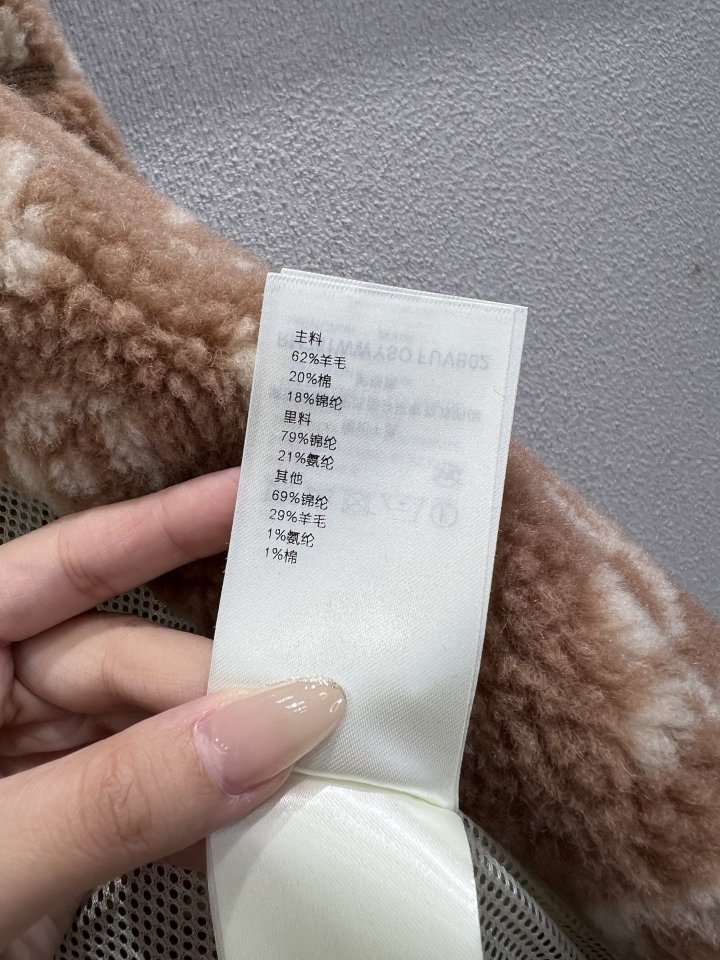 主料
62%羊毛
20%棉
18%锦纶
里料
79%锦纶
21%氨纶
其他
69%锦纶
29%羊毛
1%氨纶
1%棉